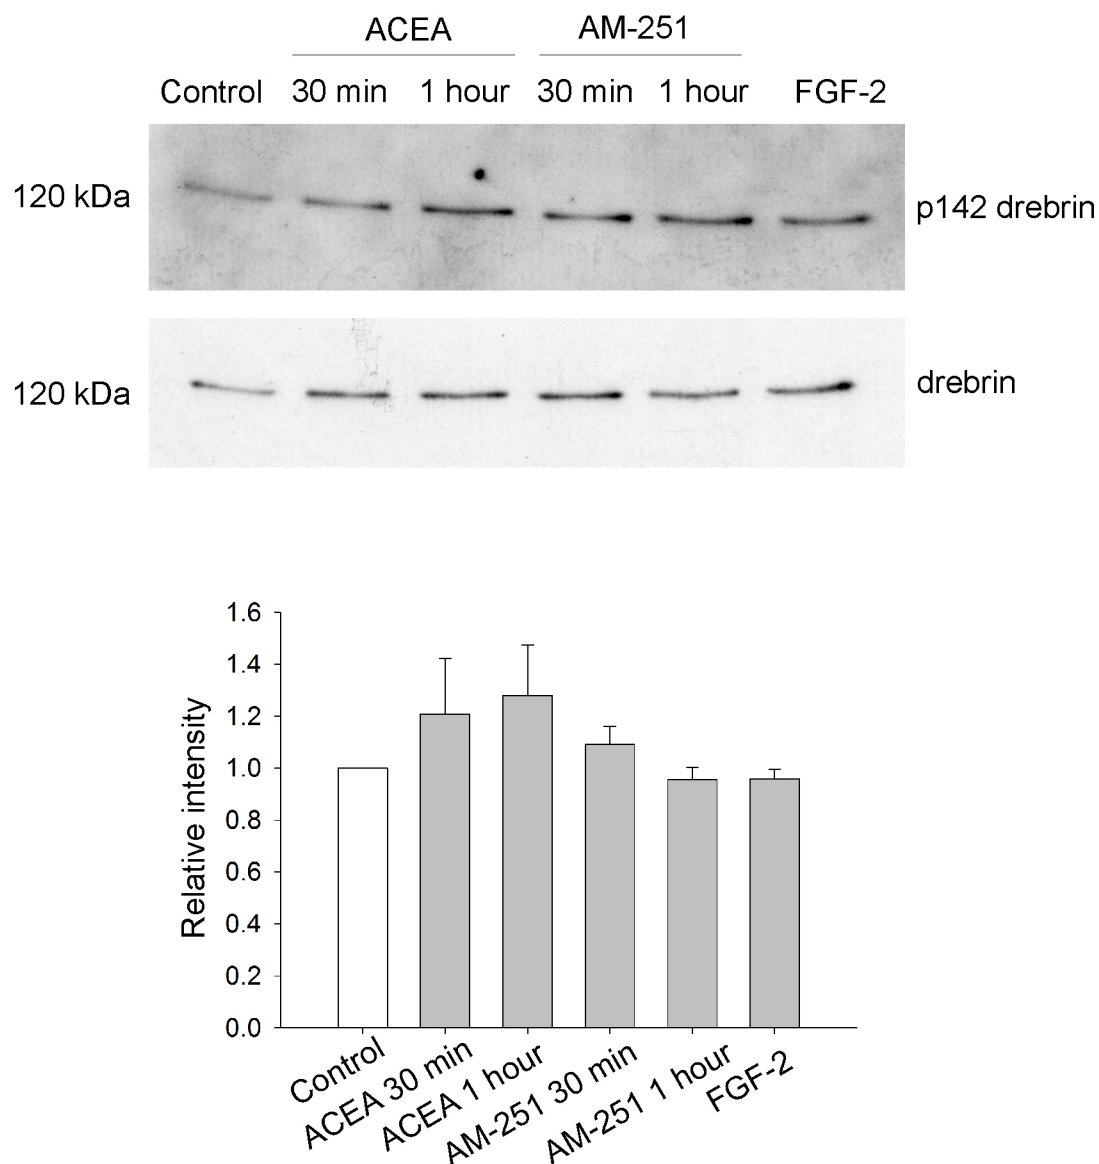 ACEA AM-251
Control 30 min 1 hour 30 min 1 hour FGF-2
120 kDa p142 drebrin
120 kDa drebrin
1.6
1.4
1.2
1.0
0.8
0.6
0.4
0.2
0.0
Relative intensity
Control
ACEA 30 min
ACEA 1 hour
AM-251 30 min
AM-251 1 hour
FGF-2